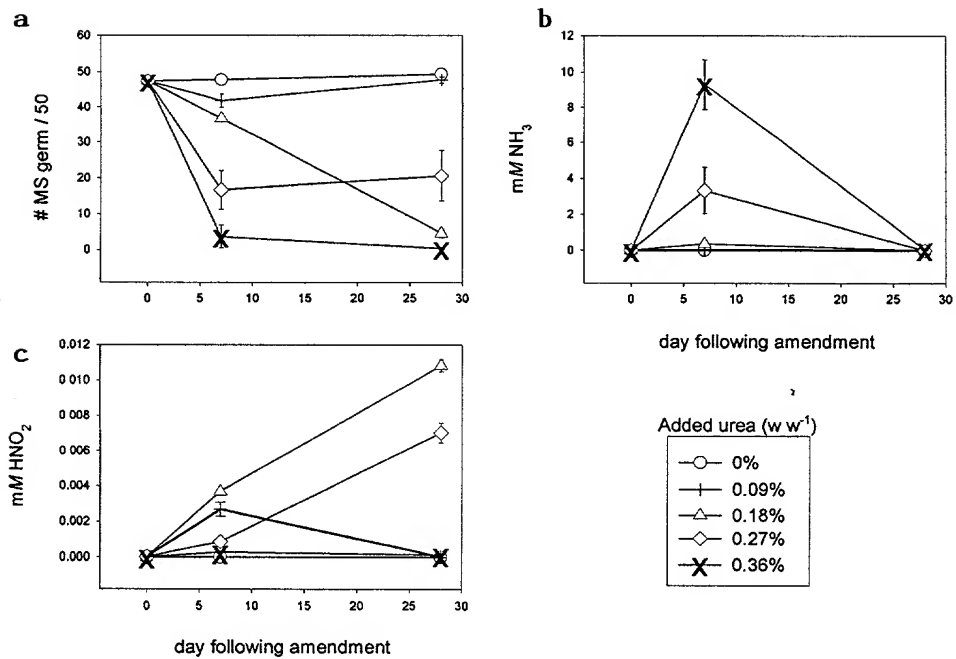 a
# MS germ / 50
60
50
40
30
20
10
0
0 5 10 15 20 25 30
b
mM NH3
12
10
8
6
4
2
0
0 5 10 15 20 25 30
day following amendment
c
mM HNO2
0.012
0.010
0.008
0.006
0.004
0.002
0.000
0 5 10 15 20 25 30
day following amendment
Added urea (w w-1)
0%
0.09%
0.18%
0.27%
0.36%